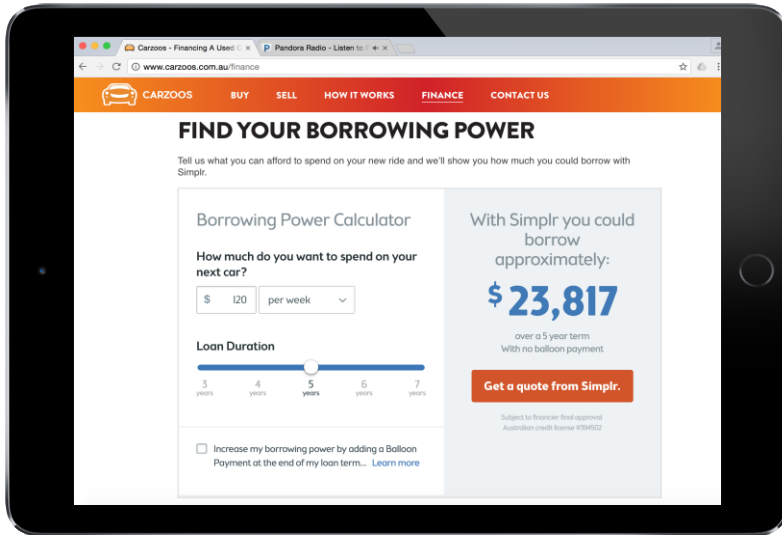 Carzoos - Financing A Used C
Pandora Radio - Listen to
www.carzoos.com.au/finance
CARZOOS
BUY
SELL
HOW IT WORKS
FINANCE
CONTACT US
FIND YOUR BORROWING POWER
Tell us what you can afford to spend on your new ride and we'll show you how much you could borrow with
Simplr.
Borrowing Power Calculator
How much do you want to spend on your
next car?
$ 120 per week
Loan Duration
3 4 5 6 7
years years years years years
Increase my borrowing power by adding a Balloon
Payment at the end of my loan term... Learn more
With Simplr you could
borrow
approximately:
$ 23,817
over a 5 year term
With no balloon payment
Get a quote from Simplr.
Subject to financier final approval
Australian credit license #394502